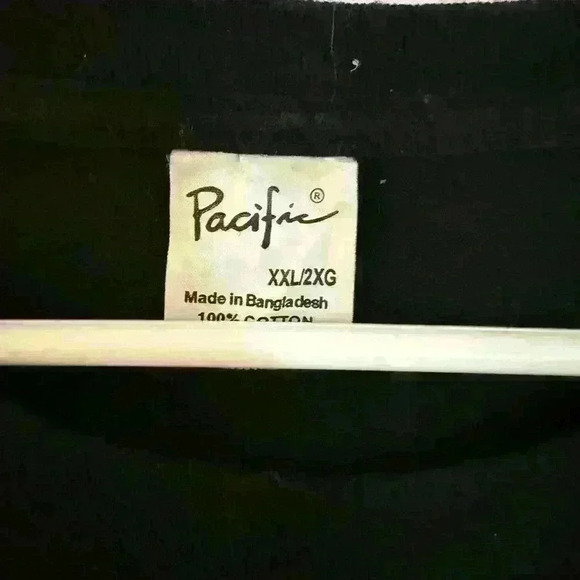 Pacific®
XXL/2XG
Made in Bangladesh
100% COTTON